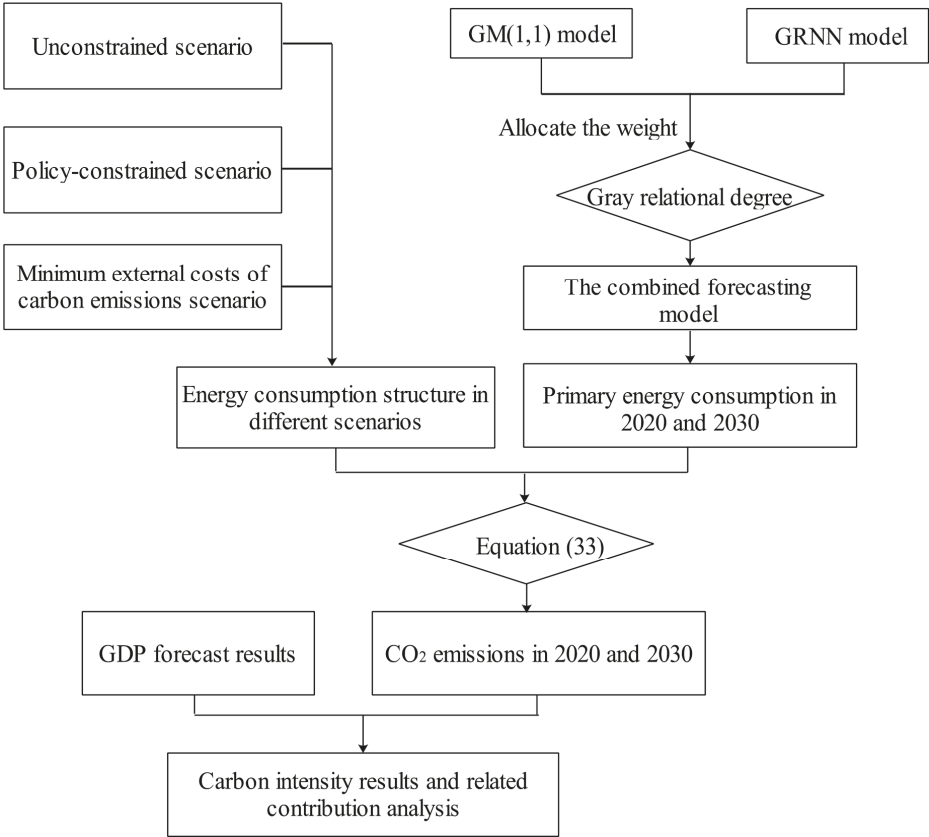 Unconstrained scenario
Policy-constrained scenario
Minimum external costs of
carbon emissions scenario
GM(1,1) model
GRNN model
Allocate the weight
Gray relational degree
The combined forecasting
model
Energy consumption structure in
different scenarios
Primary energy consumption in
2020 and 2030
Equation (33)
GDP forecast results
CO₂ emissions in 2020 and 2030
Carbon intensity results and related
contribution analysis